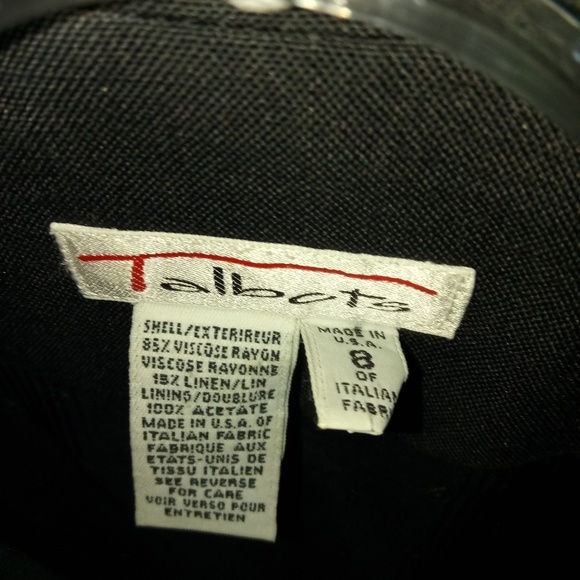 Talbots
SHELL/EXTERIREUR
85% VISCOSE RAYON
VISCOSE RAYONNE
15% LINEN/LIN
LINING/DOUBLURE
100% ACETATE
MADE IN U.S.A. OF
ITALIAN FABRIC
FABRIQUE AUX
ETATS-UNIS DE
TISSU ITALIEN
SEE REVERSE
FOR CARE
VOIR VERSO POUR
ENTRETIEN
MADE IN
U.S.A.
8
OF
ITALIAN
FABRI